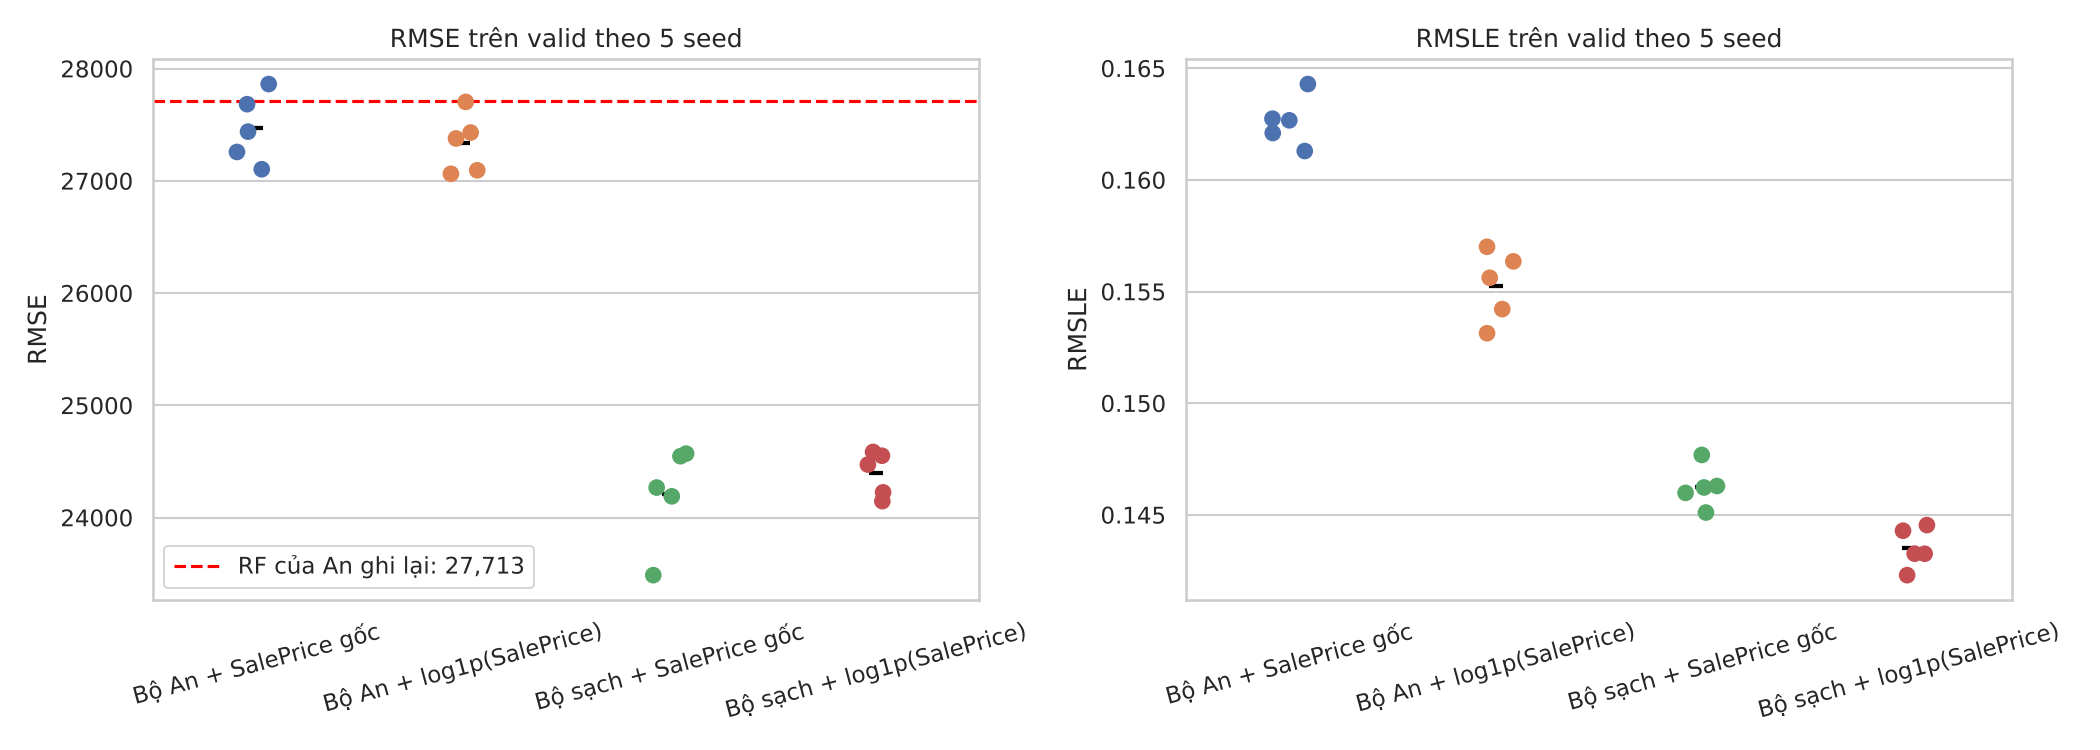 RMSE trên valid theo 5 seed
28000
27000
26000
25000
24000
RMSE
RF của An ghi lại: 27,713
Bộ An + SalePrice gốc
Bộ An + log1p(SalePrice)
Bộ sạch + SalePrice gốc
Bộ sạch + log1p(SalePrice)
RMSLE trên valid theo 5 seed
0.165
0.160
0.155
0.150
0.145
RMSLE
Bộ An + SalePrice gốc
Bộ An + log1p(SalePrice)
Bộ sạch + SalePrice gốc
Bộ sạch + log1p(SalePrice)